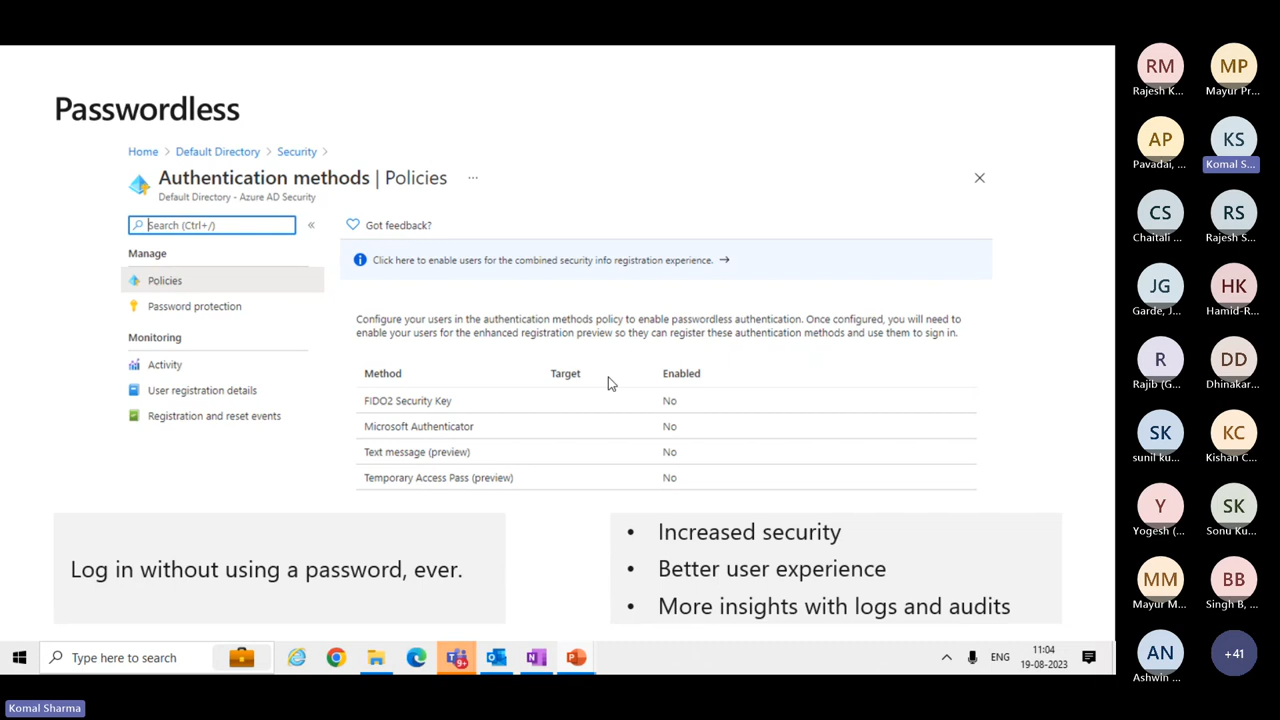 Passwordless
Home > Default Directory > Security >
Authentication methods | Policies ...
Default Directory - Azure AD Security
Search (Ctrl+/)
«
Manage
Policies
Password protection
Monitoring
Activity
User registration details
Registration and reset events
Got feedback?
Click here to enable users for the combined security info registration experience. →
Configure your users in the authentication methods policy to enable passwordless authentication. Once configured, you will need to
enable your users for the enhanced registration preview so they can register these authentication methods and use them to sign in.
Method Target Enabled
FIDO2 Security Key No
Microsoft Authenticator No
Text message (preview) No
Temporary Access Pass (preview) No
Log in without using a password, ever.
• Increased security
• Better user experience
• More insights with logs and audits
Type here to search
9+
ENG
11:04
19-08-2023
RM
Rajesh K...
MP
Mayur Pr...
AP
Pavadai, ...
KS
Komal S...
CS
Chaitali ...
RS
Rajesh S...
JG
Garde, J...
HK
Hamid-R...
R
Rajib (G...
DD
Dhinakar...
SK
sunil ku...
KC
Kishan C...
Y
Yogesh (...
SK
Sonu Ku...
MM
Mayur M...
BB
Singh B, ...
AN
Ashwin ...
+41
Komal Sharma